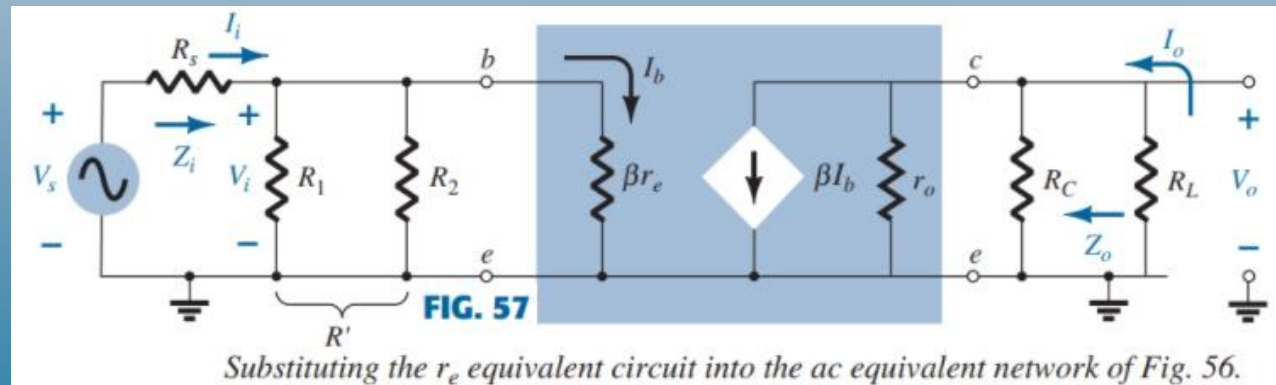 I_i
R_s
b
I_b
c
I_o
+
+
+
Z_i
V_s
V_i
R_1
R_2
βr_e
βI_b
r_o
R_C
R_L
V_o
Z_o
−
−
−
e
e
R'
FIG. 57
Substituting the r_e equivalent circuit into the ac equivalent network of Fig. 56.